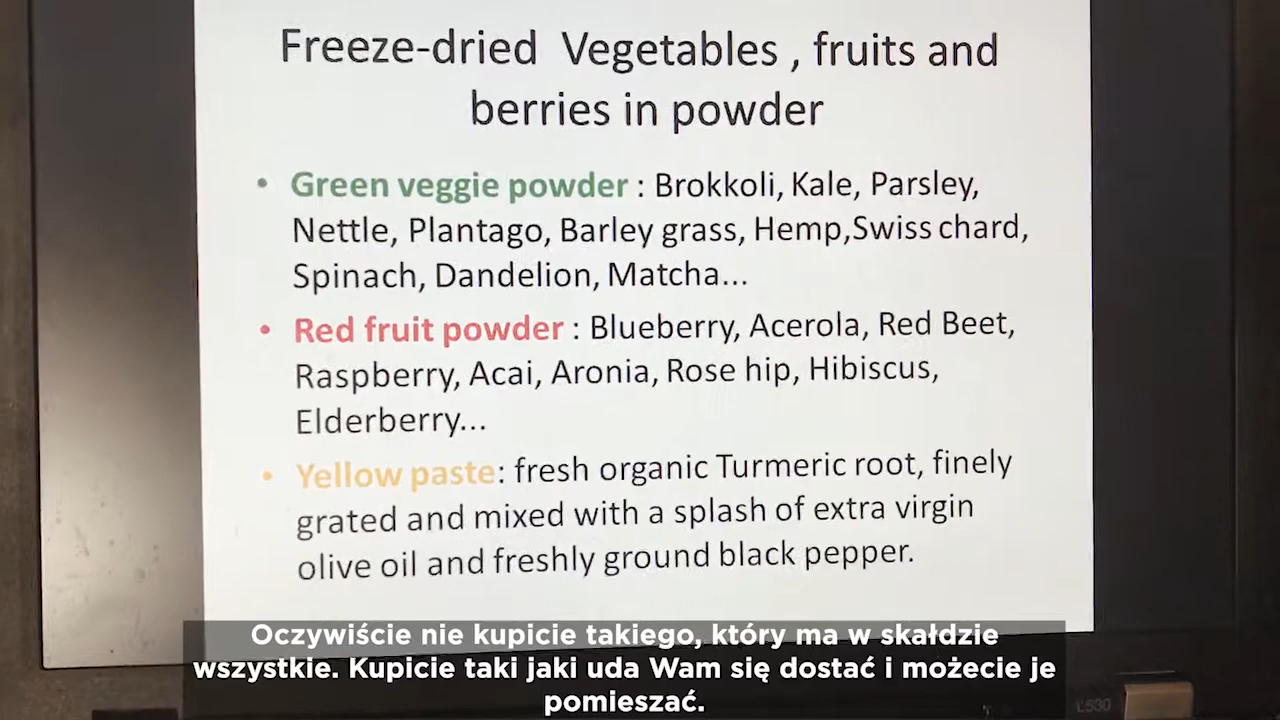 Freeze-dried Vegetables , fruits and
berries in powder
• Green veggie powder : Brokkoli, Kale, Parsley,
Nettle, Plantago, Barley grass, Hemp,Swiss chard,
Spinach, Dandelion, Matcha...
• Red fruit powder : Blueberry, Acerola, Red Beet,
Raspberry, Acai, Aronia, Rose hip, Hibiscus,
Elderberry...
• Yellow paste: fresh organic Turmeric root, finely
grated and mixed with a splash of extra virgin
olive oil and freshly ground black pepper.
Oczywiście nie kupicie takiego, który ma w skałdzie
wszystkie. Kupicie taki jaki uda Wam się dostać i możecie je
pomieszać.
L530